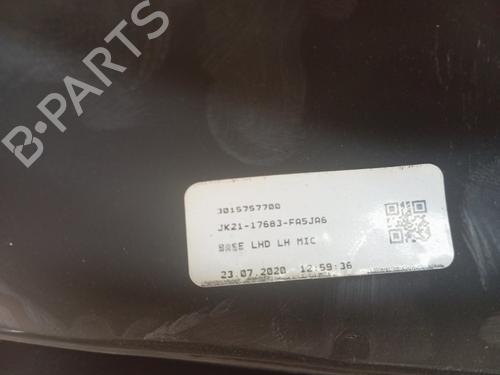 B-PARTS
3015757700
JK21-17683-FA5JA6
BASE LHD LH MIC
23.07.2020 12:59:36